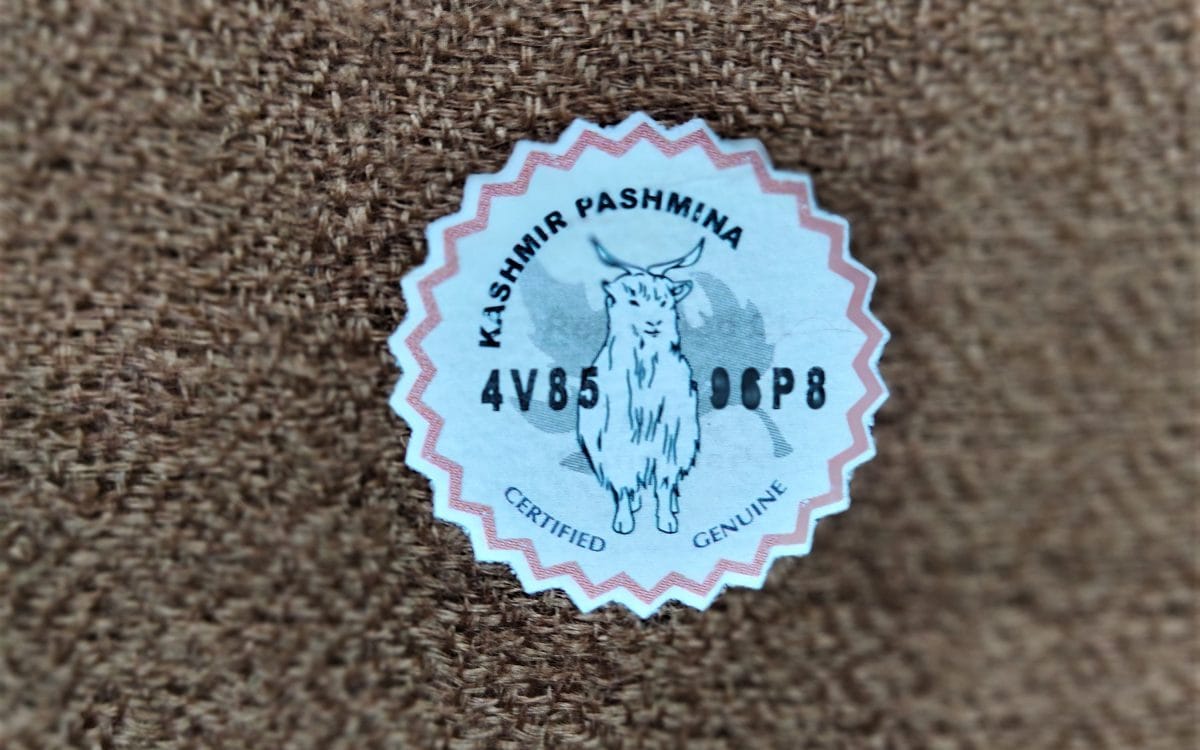 KASHMIR PASHMINA
4V85 96P8
CERTIFIED GENUINE